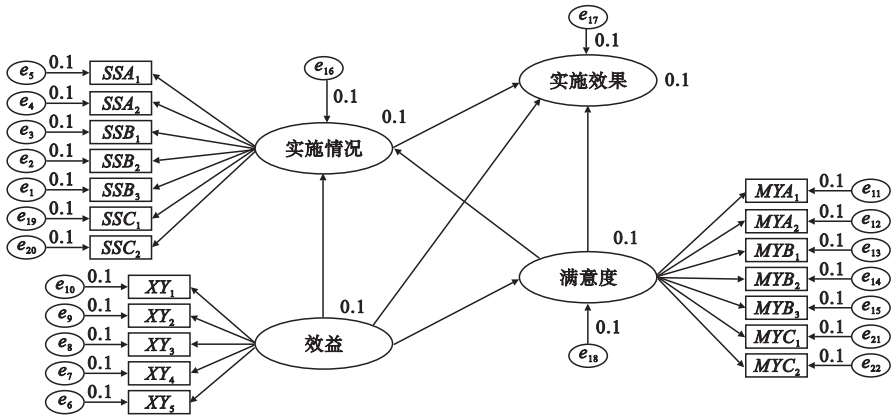 e₁₇
0.1
e₅ 0.1 SSA₁
e₄ 0.1 SSA₂
e₃ 0.1 SSB₁
e₂ 0.1 SSB₂
e₁ 0.1 SSB₃
e₁₉ 0.1 SSC₁
e₂₀ 0.1 SSC₂
e₁₆
0.1
0.1
实施情况
实施效果 0.1
e₁₀ 0.1 XY₁
e₉ 0.1 XY₂
e₈ 0.1 XY₃
e₇ 0.1 XY₄
e₆ 0.1 XY₅
0.1
效益
0.1
满意度
0.1
e₁₈
MYA₁ 0.1 e₁₁
MYA₂ 0.1 e₁₂
MYB₁ 0.1 e₁₃
MYB₂ 0.1 e₁₄
MYB₃ 0.1 e₁₅
MYC₁ 0.1 e₂₁
MYC₂ 0.1 e₂₂